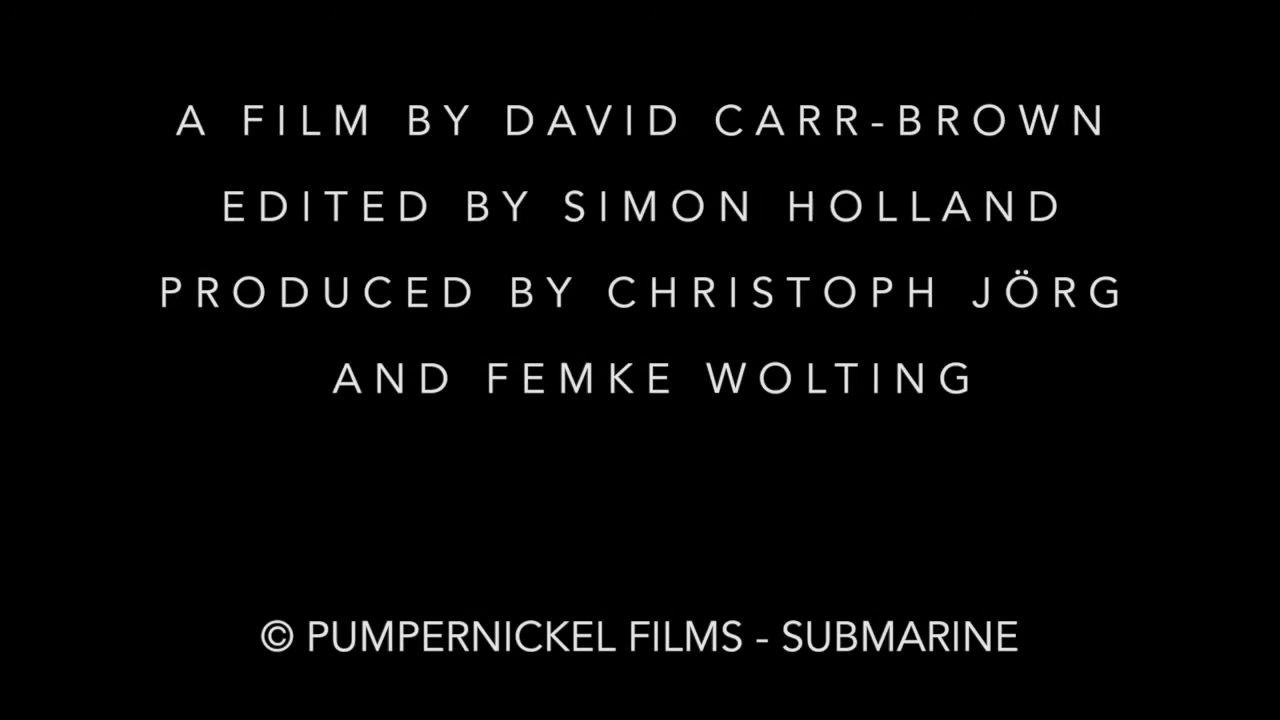 A FILM BY DAVID CARR-BROWN
EDITED BY SIMON HOLLAND
PRODUCED BY CHRISTOPH JÖRG
AND FEMKE WOLTING
© PUMPERNICKEL FILMS - SUBMARINE